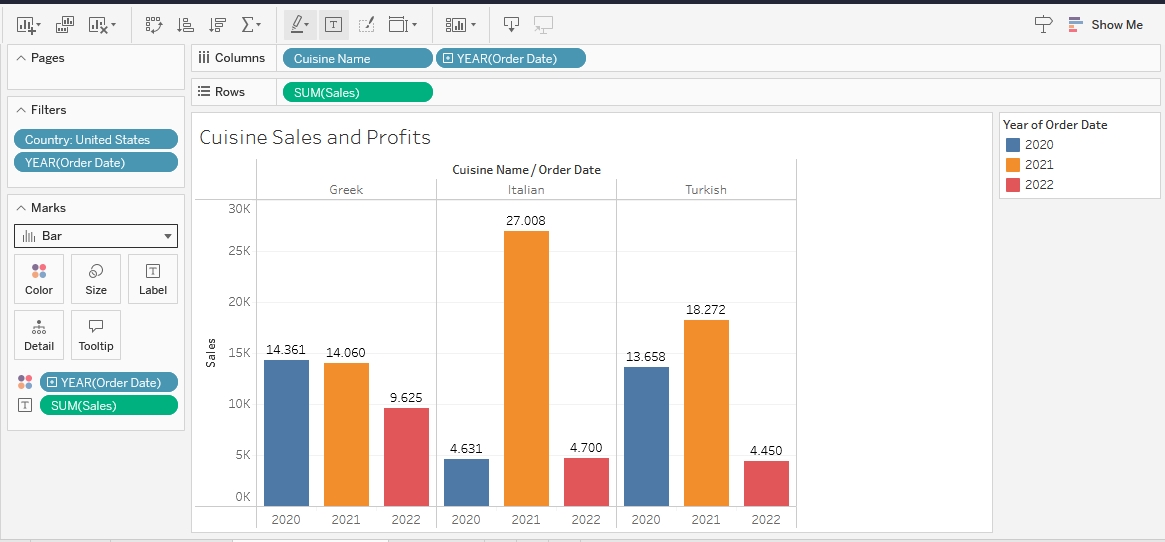 Show Me
Pages
Columns
Cuisine Name
YEAR(Order Date)
Rows
SUM(Sales)
Filters
Country: United States
YEAR(Order Date)
Marks
Bar
Color
Size
Label
Detail
Tooltip
YEAR(Order Date)
SUM(Sales)
Cuisine Sales and Profits
Cuisine Name / Order Date
Greek Italian Turkish
30K
25K
20K
15K
10K
5K
0K
Sales
14.361 14.060 9.625 4.631 27.008 4.700 13.658 18.272 4.450
2020 2021 2022 2020 2021 2022 2020 2021 2022
Year of Order Date
2020
2021
2022